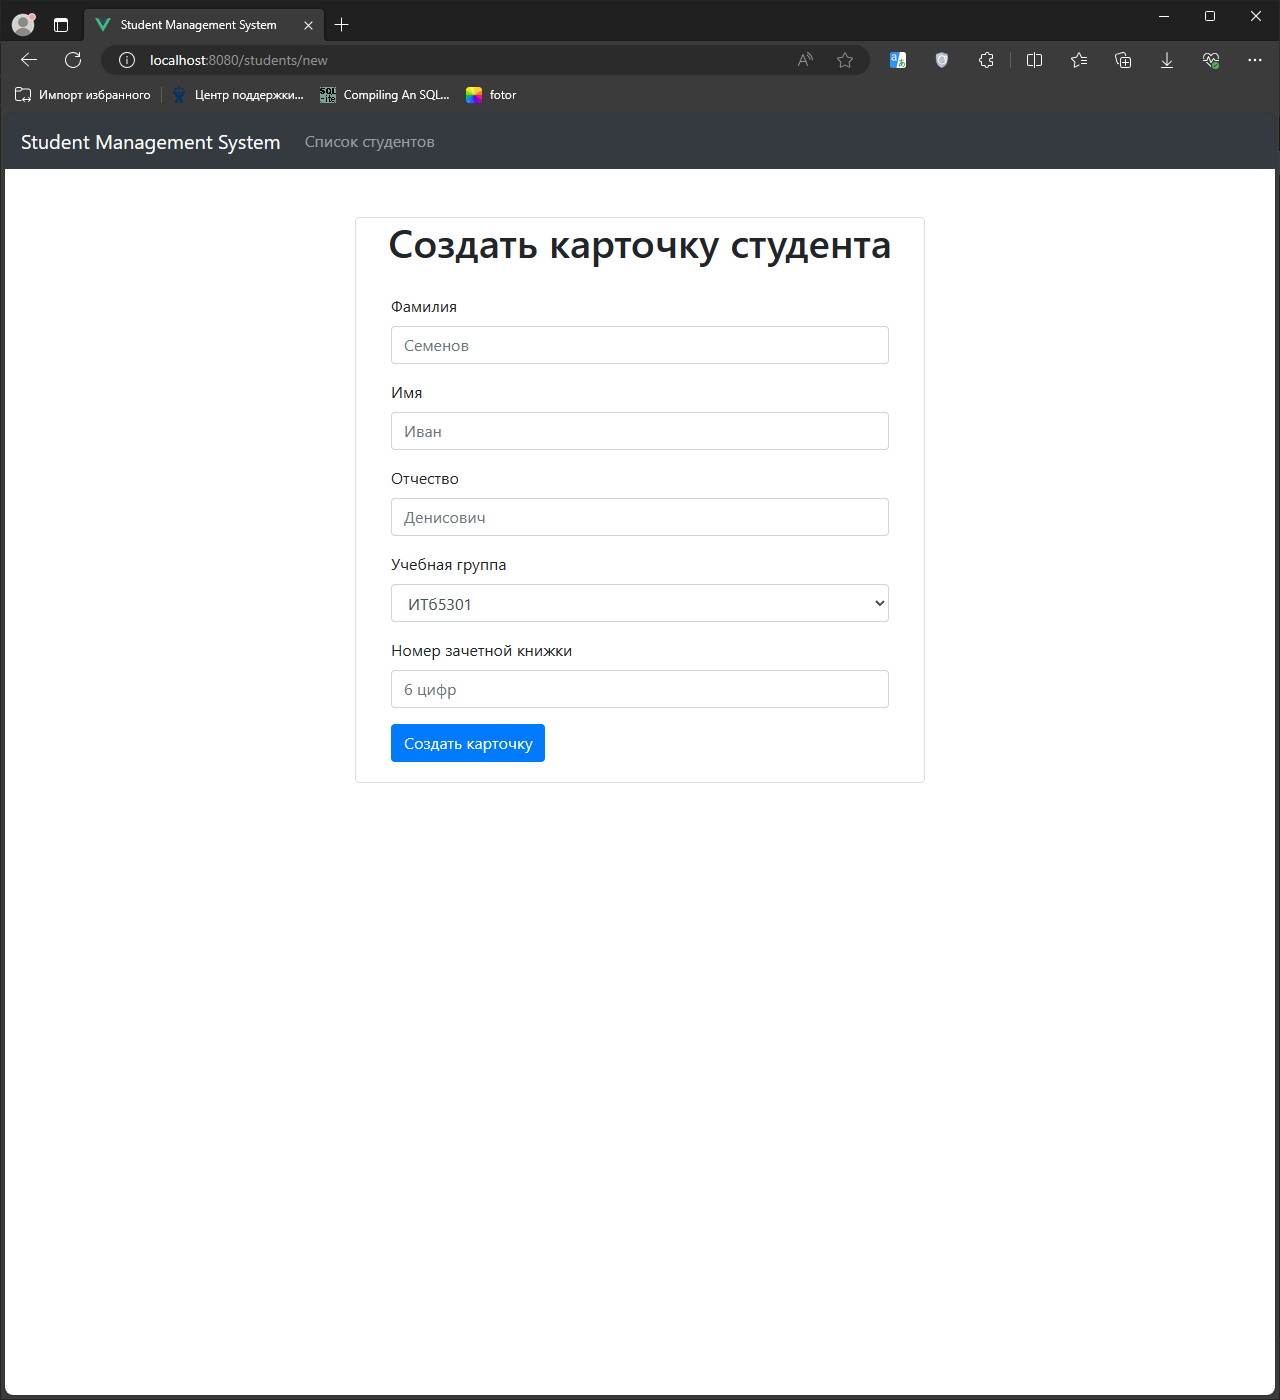 Student Management System
localhost:8080/students/new
Импорт избранного
Центр поддержки...
Compiling An SQL...
fotor
Student Management System Список студентов
Создать карточку студента
Фамилия
Семенов
Имя
Иван
Отчество
Денисович
Учебная группа
ИТб5301
Номер зачетной книжки
6 цифр
Создать карточку